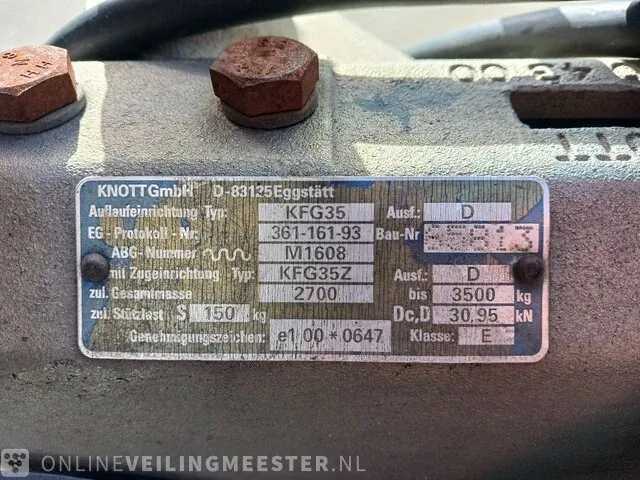 KNOTT GmbH D-83125 Eggstätt
Auflaufeinrichtung Typ: KFG35 Ausf.: D
EG-Protokoll-Nr. 361-161-93 Bau-Nr
ABG-Nummer M1608
mit Zugeinrichtung Typ: KFG35Z Ausf.: D
zul. Gesamtmasse 2700 bis 3500 kg
zul. Stützlast S 150 kg Dc,D 30,95 kN
Genehmigungszeichen: e1 00*0647 Klasse: E
ONLINEVEILINGMEESTER.NL